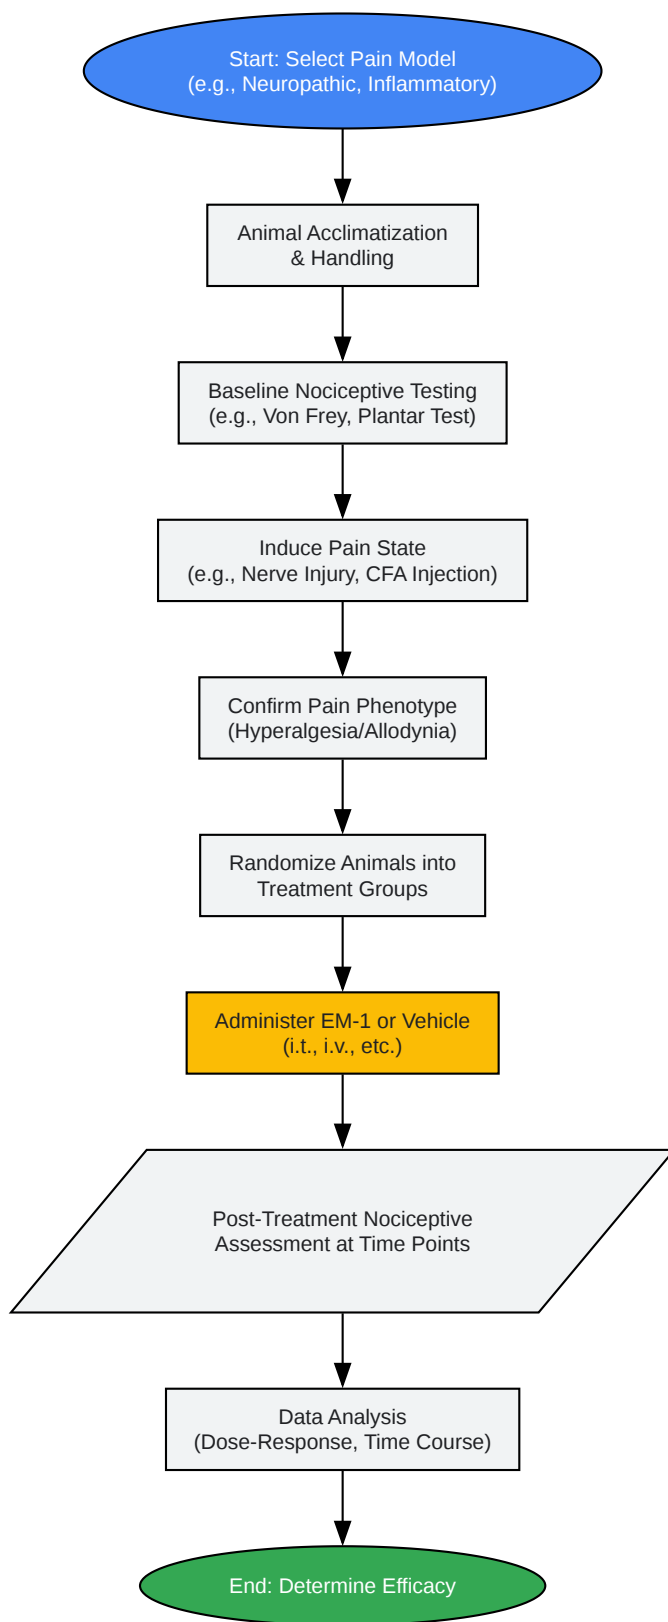 Start: Select Pain Model
(e.g., Neuropathic, Inflammatory)
Animal Acclimatization
& Handling
Baseline Nociceptive Testing
(e.g., Von Frey, Plantar Test)
Induce Pain State
(e.g., Nerve Injury, CFA Injection)
Confirm Pain Phenotype
(Hyperalgesia/Allodynia)
Randomize Animals into
Treatment Groups
Administer EM-1 or Vehicle
(i.t., i.v., etc.)
Post-Treatment Nociceptive
Assessment at Time Points
Data Analysis
(Dose-Response, Time Course)
End: Determine Efficacy